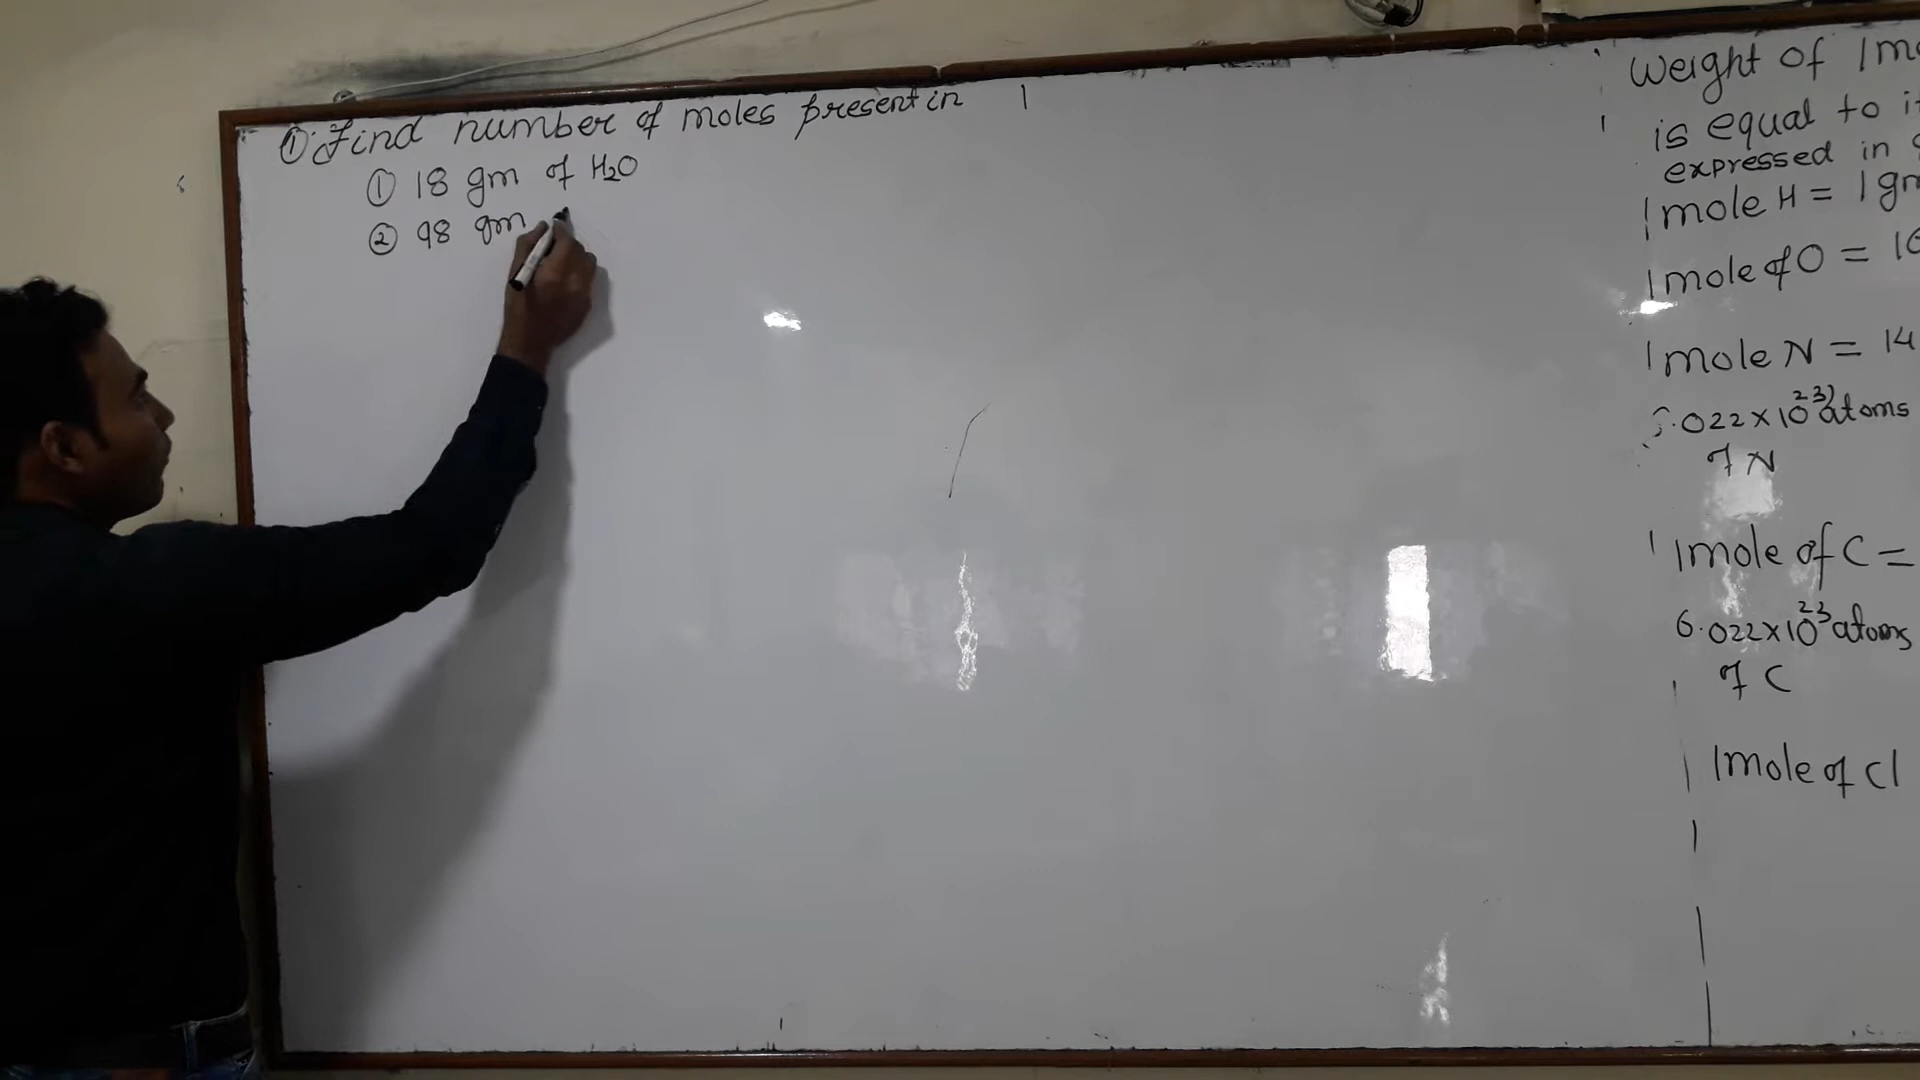 ① Find number of moles present in
① 18 gm of H₂O
② 98 gm
Weight of 1
is equal to
expressed in
1 mole H = 1 gm
1 mole of O =
1 mole N = 14
.022 x 10²³ atoms
of N
1 mole of C =
6.022 x 10²³ atoms
of C
1 mole of Cl